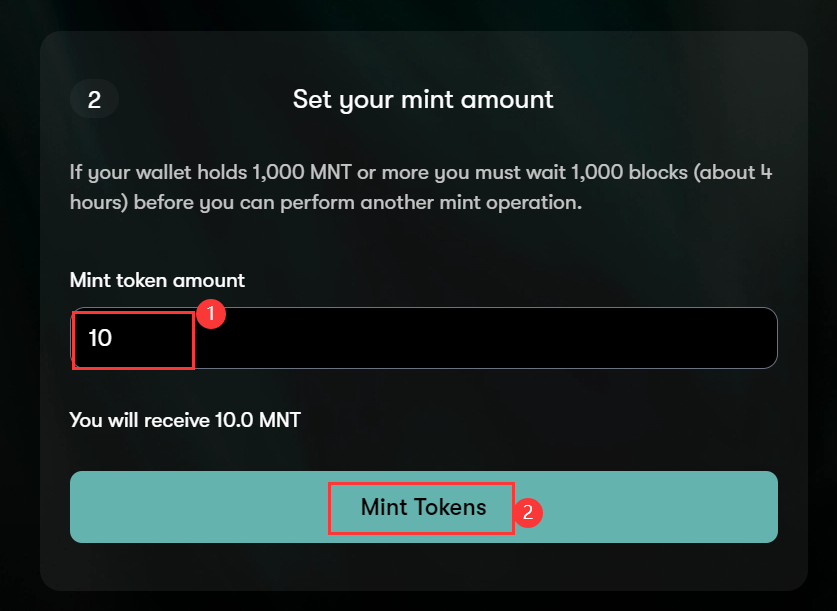 2
Set your mint amount
If your wallet holds 1,000 MNT or more you must wait 1,000 blocks (about 4
hours) before you can perform another mint operation.
Mint token amount
1
10
You will receive 10.0 MNT
Mint Tokens
2